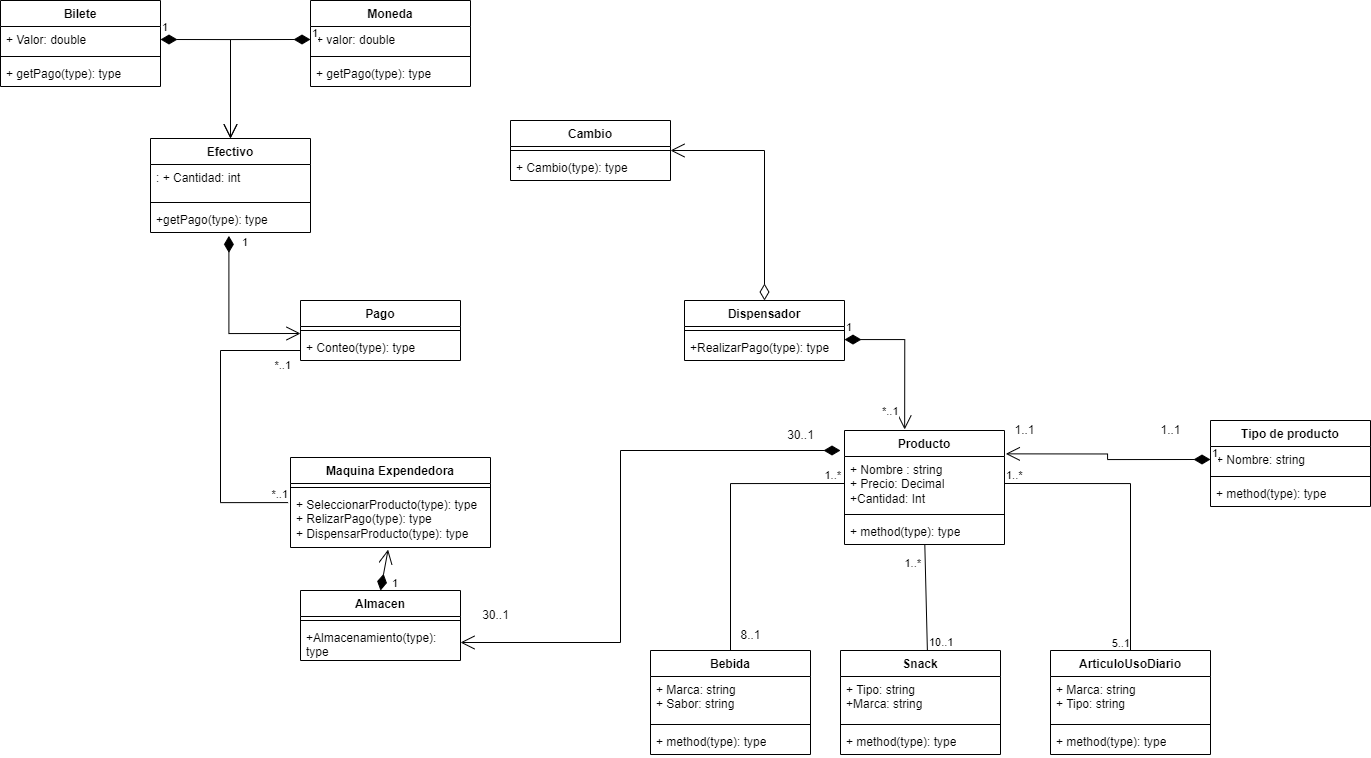 Bilete
+ Valor: double
+ getPago(type): type
1
Moneda
1
+ valor: double
+ getPago(type): type
Efectivo
: + Cantidad: int
+getPago(type): type
1
Cambio
+ Cambio(type): type
Pago
+ Conteo(type): type
*..1
Dispensador
+RealizarPago(type): type
1
*..1
30..1
Producto
+ Nombre : string
+ Precio: Decimal
+Cantidad: Int
+ method(type): type
1..*
1..*
1..*
1..1
1..1
Tipo de producto
1
+ Nombre: string
+ method(type): type
Maquina Expendedora
*..1
+ SeleccionarProducto(type): type
+ RelizarPago(type): type
+ DispensarProducto(type): type
1
Almacen
+Almacenamiento(type):
type
30..1
8..1
10..1
5..1
Bebida
+ Marca: string
+ Sabor: string
+ method(type): type
Snack
+ Tipo: string
+Marca: string
+ method(type): type
ArticuloUsoDiario
+ Marca: string
+ Tipo: string
+ method(type): type